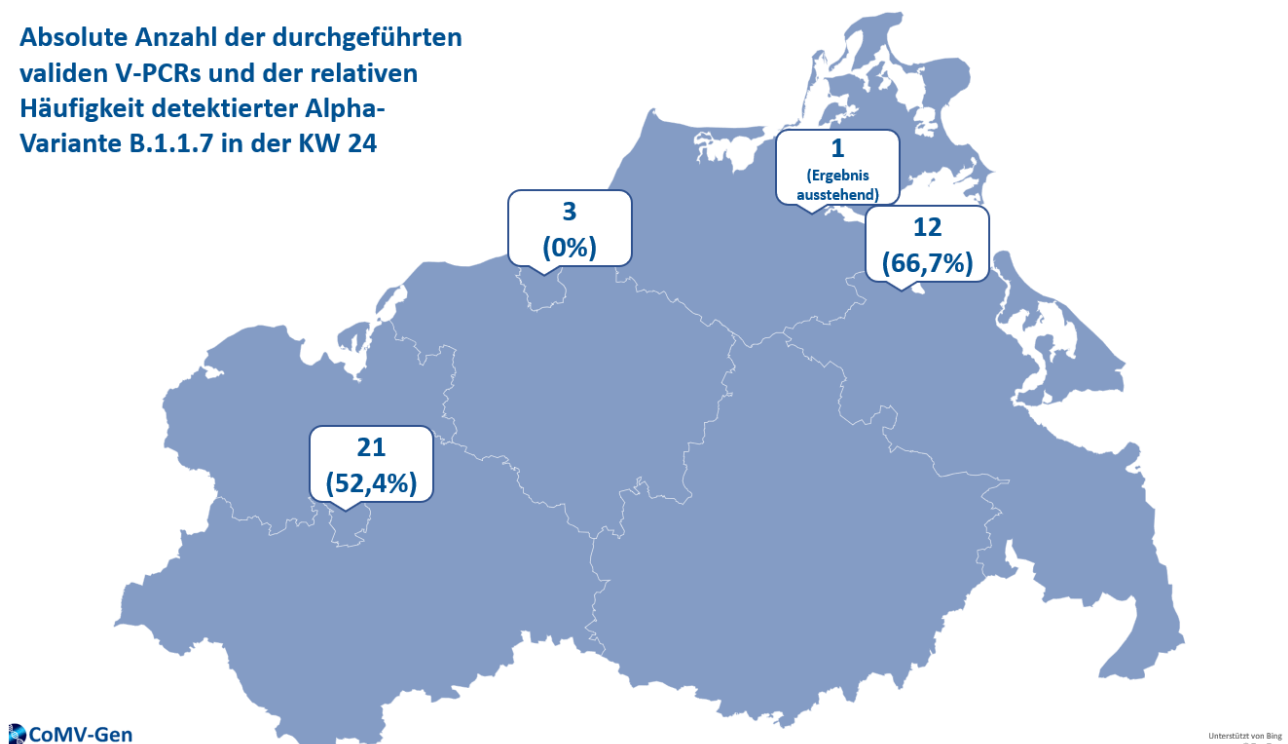 Absolute Anzahl der durchgeführten
validen V-PCRs und der relativen
Häufigkeit detektierter Alpha-
Variante B.1.1.7 in der KW 24
1
(Ergebnis
ausstehend)
3
(0%)
12
(66,7%)
21
(52,4%)
CoMV-Gen
Unterstützt von Bing